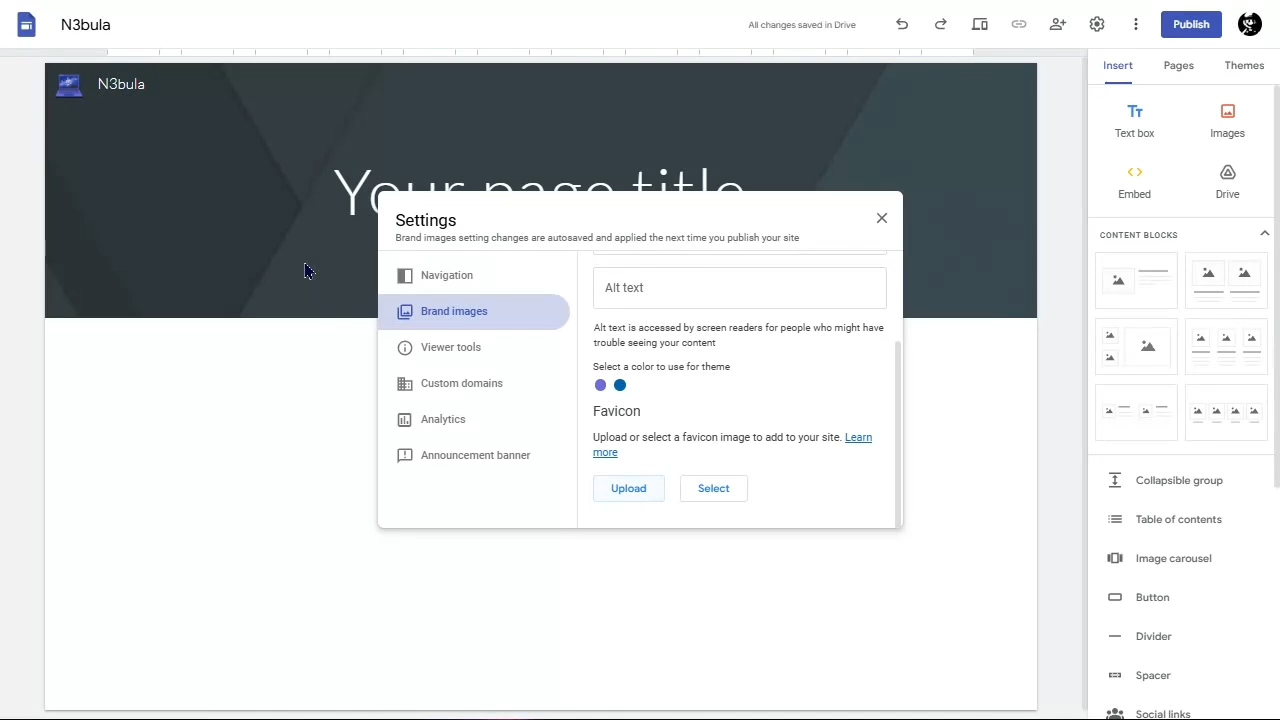 N3bula
All changes saved in Drive
Publish
N3bula
Your page title
Settings
Brand images setting changes are autosaved and applied the next time you publish your site
Navigation
Brand images
Viewer tools
Custom domains
Analytics
Announcement banner
Alt text
Alt text is accessed by screen readers for people who might have
trouble seeing your content
Select a color to use for theme
Favicon
Upload or select a favicon image to add to your site. Learn
more
Upload
Select
Insert
Pages
Themes
Tт
Text box
Images
Embed
Drive
CONTENT BLOCKS
Collapsible group
Table of contents
Image carousel
Button
Divider
Spacer
Social links